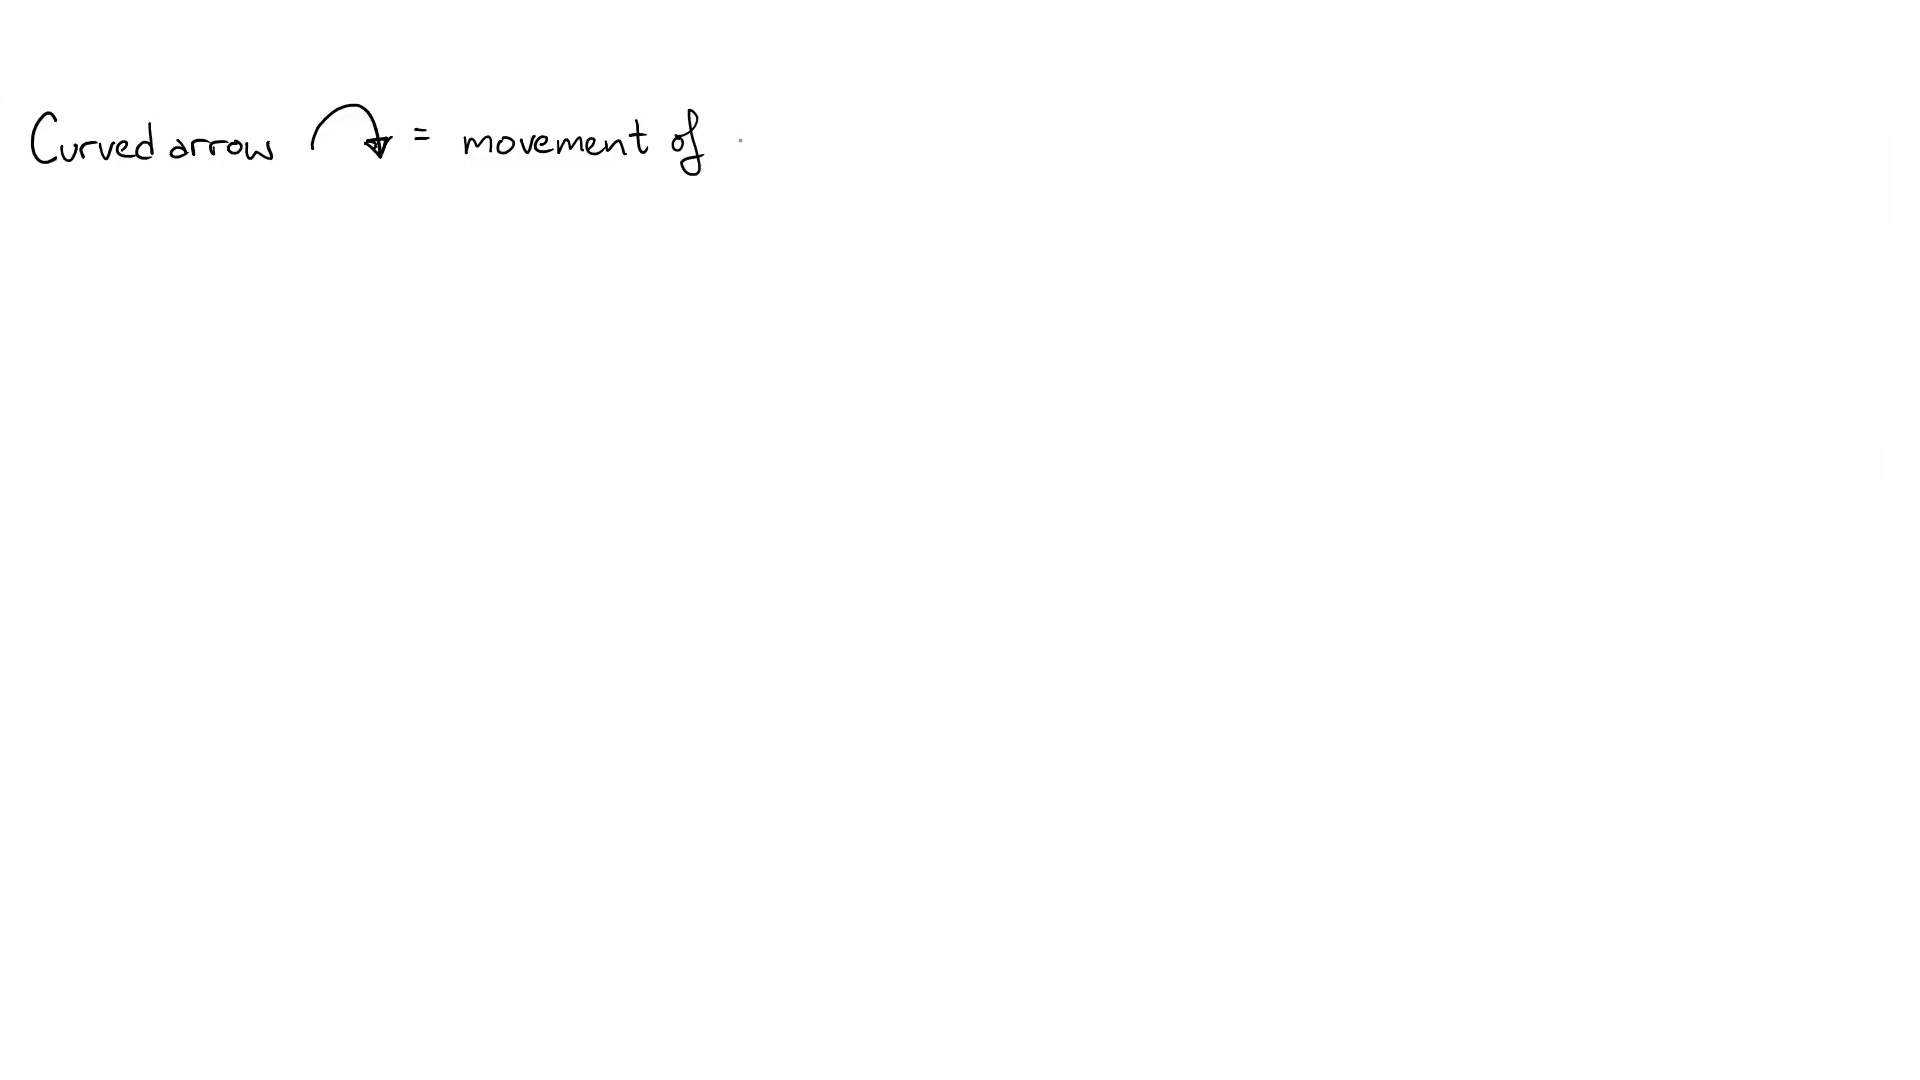 Curved arrow = movement of